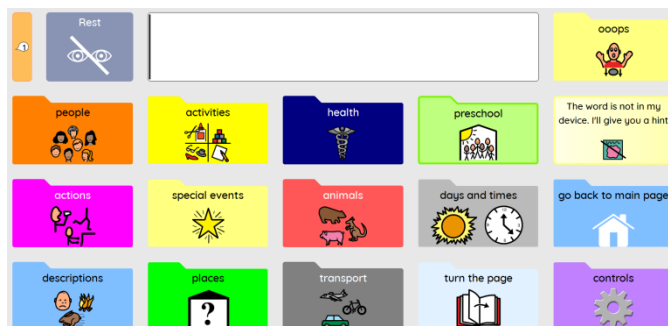 1
Rest
ooops
people
activities
health
preschool
The word is not in my
device. I'll give you a hint
actions
special events
animals
days and times
go back to main page
descriptions
places
transport
turn the page
controls
?